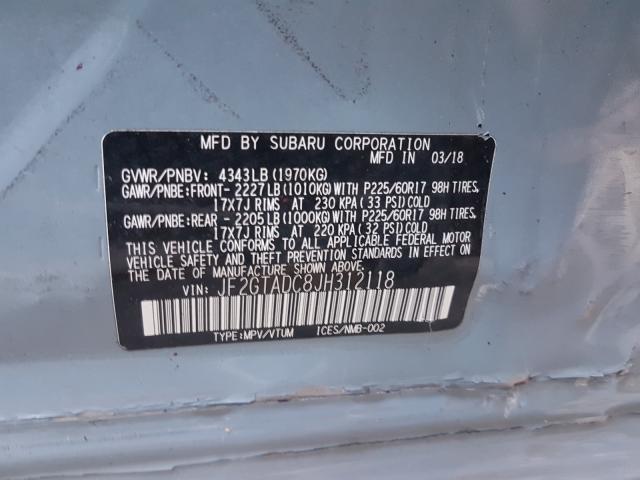 MFD BY SUBARU CORPORATION
MFD IN 03/18
GVWR/PNBV: 4343LB (1970KG)
GAWR/PNBE:FRONT- 2227LB(1010KG)WITH P225/60R17 98H TIRES,
17X7J RIMS AT 230 KPA (33 PSI)COLD
GAWR/PNBE:REAR - 2205LB(1000KG)WITH P225/60R17 98H TIRES,
17X7J RIMS AT 220 KPA (32 PSI)COLD
THIS VEHICLE CONFORMS TO ALL APPLICABLE FEDERAL MOTOR
VEHICLE SAFETY AND THEFT PREVENTION STANDARDS IN EFFECT ON
THE DATE OF MANUFACTURE SHOWN ABOVE.
VIN: JF2GTADC8JH312118
TYPE:MPV/VTUM ICES/NMB-002